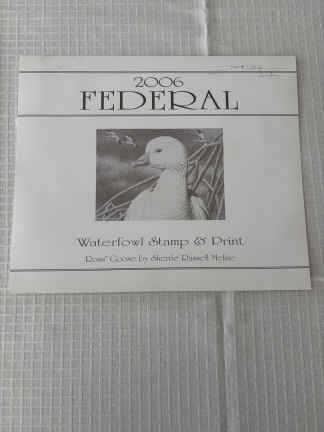 2006
FEDERAL
Waterfowl Stamp & Print
Ross' Goose by Sherrie Russell Meline